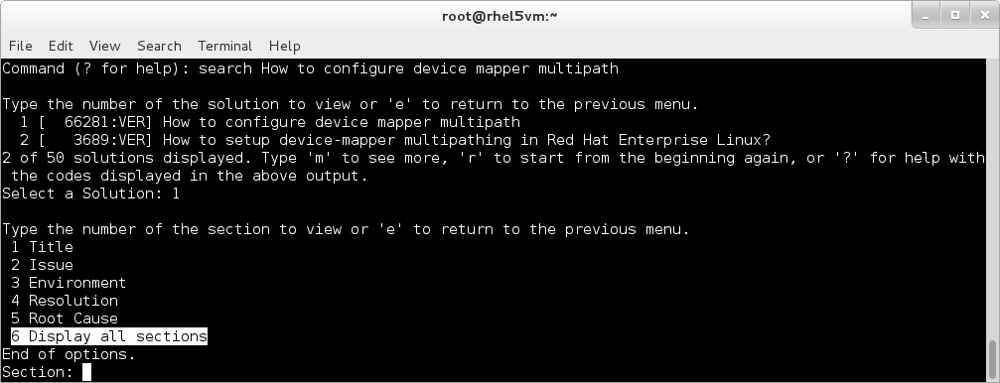 root@rhel5vm:~
File Edit View Search Terminal Help
Command (? for help): search How to configure device mapper multipath
Type the number of the solution to view or 'e' to return to the previous menu.
1 [ 66281:VER] How to configure device mapper multipath
2 [ 3689:VER] How to setup device-mapper multipathing in Red Hat Enterprise Linux?
2 of 50 solutions displayed. Type 'm' to see more, 'r' to start from the beginning again, or '?' for help with
the codes displayed in the above output.
Select a Solution: 1
Type the number of the section to view or 'e' to return to the previous menu.
1 Title
2 Issue
3 Environment
4 Resolution
5 Root Cause
6 Display all sections
End of options.
Section: